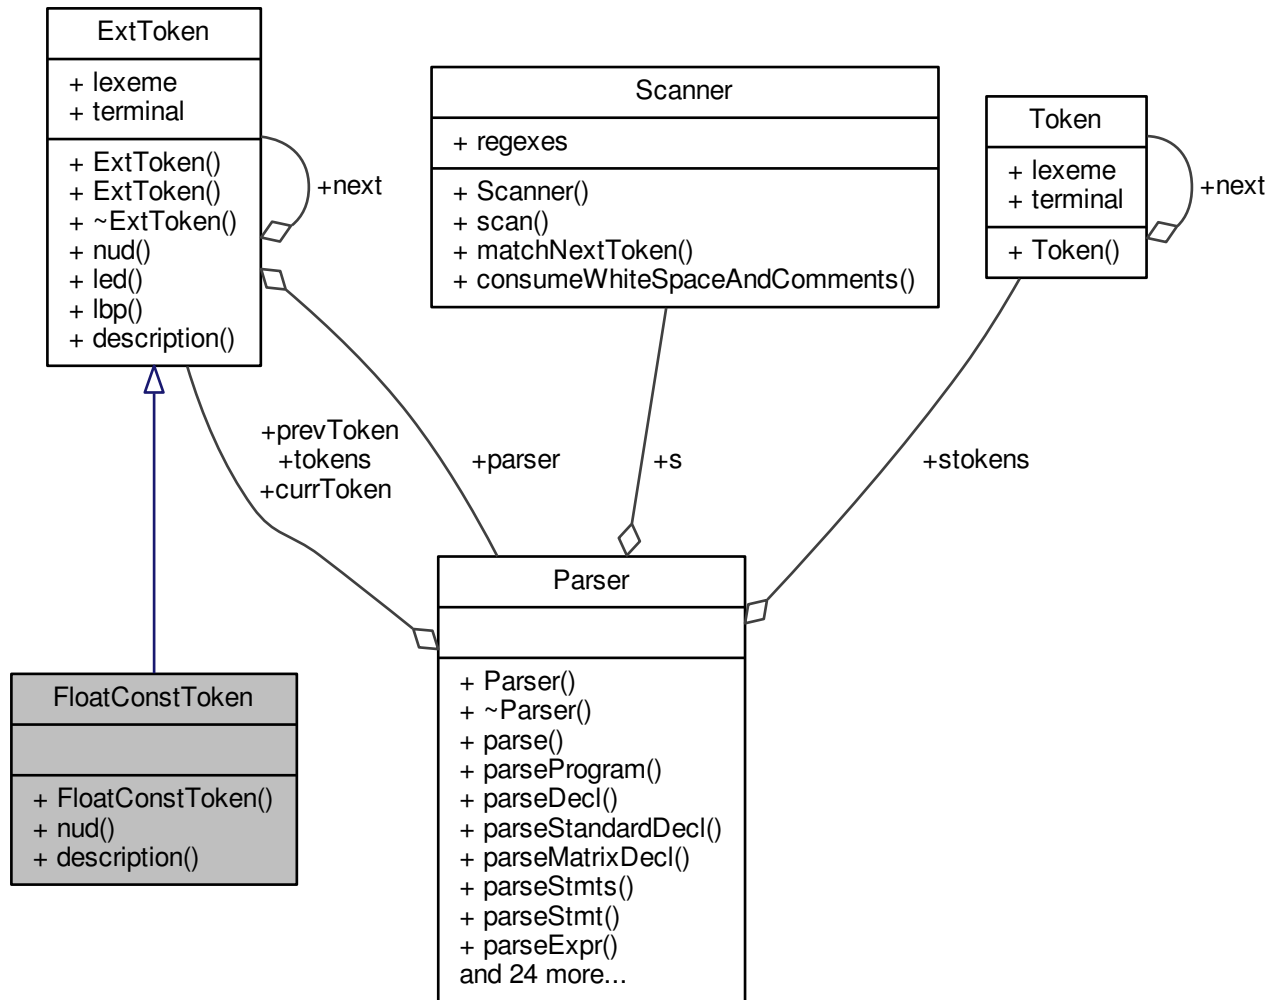 ExtToken
+ lexeme
+ terminal
+ ExtToken()
+ ExtToken()
+ ~ExtToken()
+ nud()
+ led()
+ lbp()
+ description()
+next
Scanner
+ regexes
+ Scanner()
+ scan()
+ matchNextToken()
+ consumeWhiteSpaceAndComments()
Token
+ lexeme
+ terminal
+ Token()
+next
+prevToken
+tokens
+currToken
+parser
+s
+stokens
Parser
+ Parser()
+ ~Parser()
+ parse()
+ parseProgram()
+ parseDecl()
+ parseStandardDecl()
+ parseMatrixDecl()
+ parseStmts()
+ parseStmt()
+ parseExpr()
and 24 more...
FloatConstToken
+ FloatConstToken()
+ nud()
+ description()